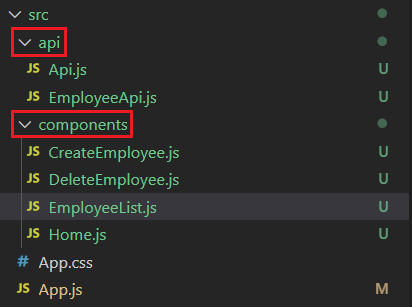 src
api
JS Api.js U
JS EmployeeApi.js U
components
JS CreateEmployee.js U
JS DeleteEmployee.js U
JS EmployeeList.js U
JS Home.js U
# App.css
JS App.js M